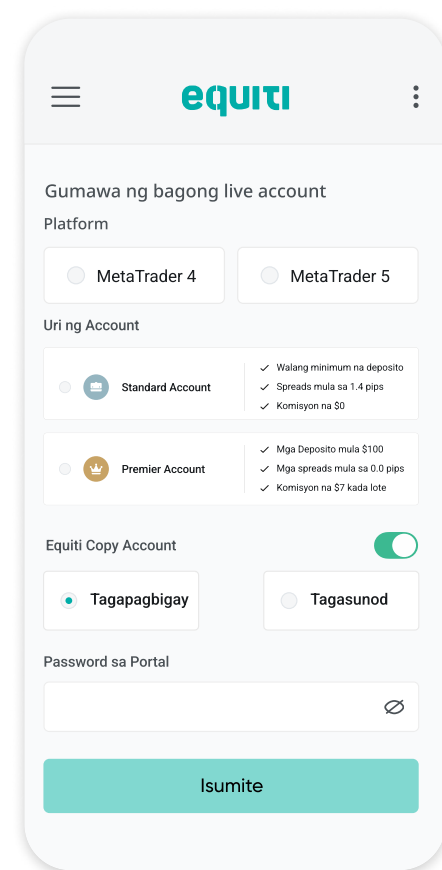 equiti
Gumawa ng bagong live account
Platform
MetaTrader 4
MetaTrader 5
Uri ng Account
Standard Account
Walang minimum na deposito
Spreads mula sa 1.4 pips
Komisyon na $0
Premier Account
Mga Deposito mula $100
Mga spreads mula sa 0.0 pips
Komisyon na $7 kada lote
Equiti Copy Account
Tagapagbigay
Tagasunod
Password sa Portal
Isumite